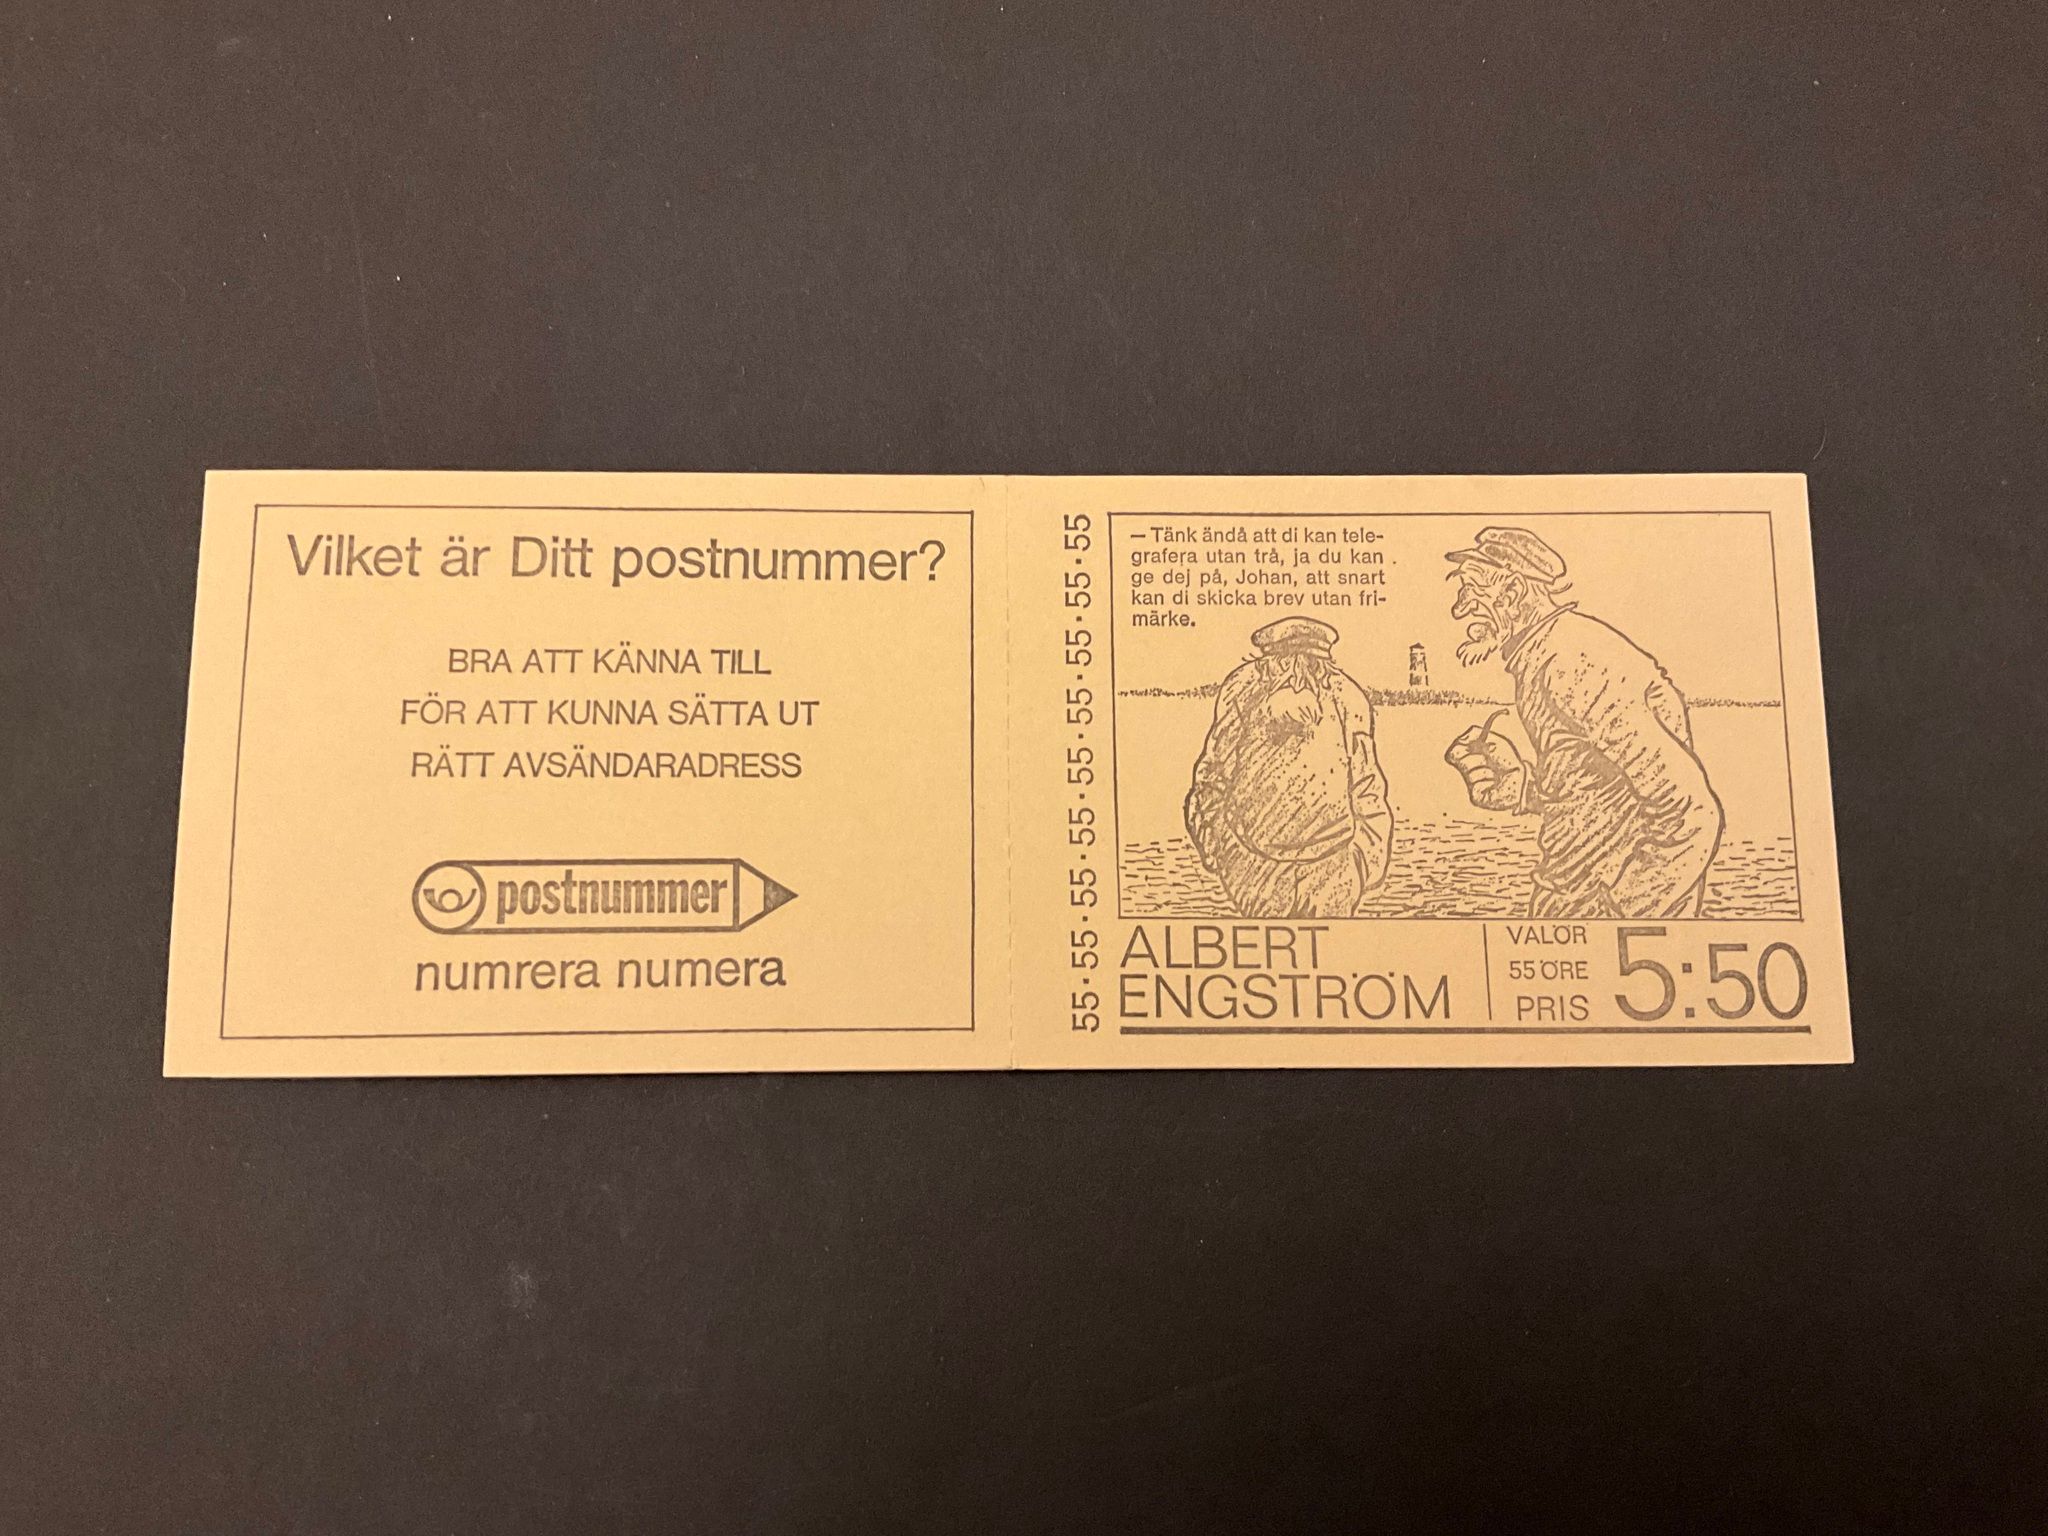 Vilket är Ditt postnummer?
BRA ATT KÄNNA TILL
FÖR ATT KUNNA SÄTTA UT
RÄTT AVSÄNDARADRESS
postnummer
numrera numera
55·55·55·55·55·55·55·55·55
— Tänk ändå att di kan tele-
grafera utan trå, ja du kan
ge dej på, Johan, att snart
kan di skicka brev utan fri-
märke.
ALBERT
ENGSTRÖM
VALÖR
55 ÖRE
PRIS
5:50